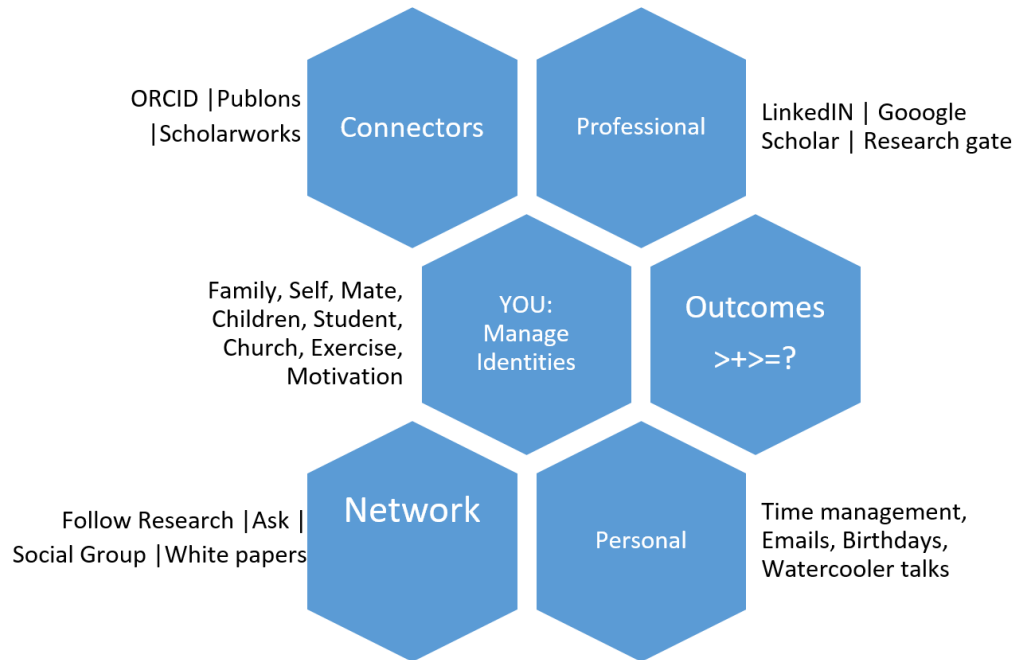 ORCID |Publons
|Scholarworks
Connectors
Professional
LinkedIN | Gooogle
Scholar | Research gate
Family, Self, Mate,
Children, Student,
Church, Exercise,
Motivation
YOU:
Manage
Identities
Outcomes
>+>=?
Follow Research |Ask |
Social Group |White papers
Network
Personal
Time management,
Emails, Birthdays,
Watercooler talks